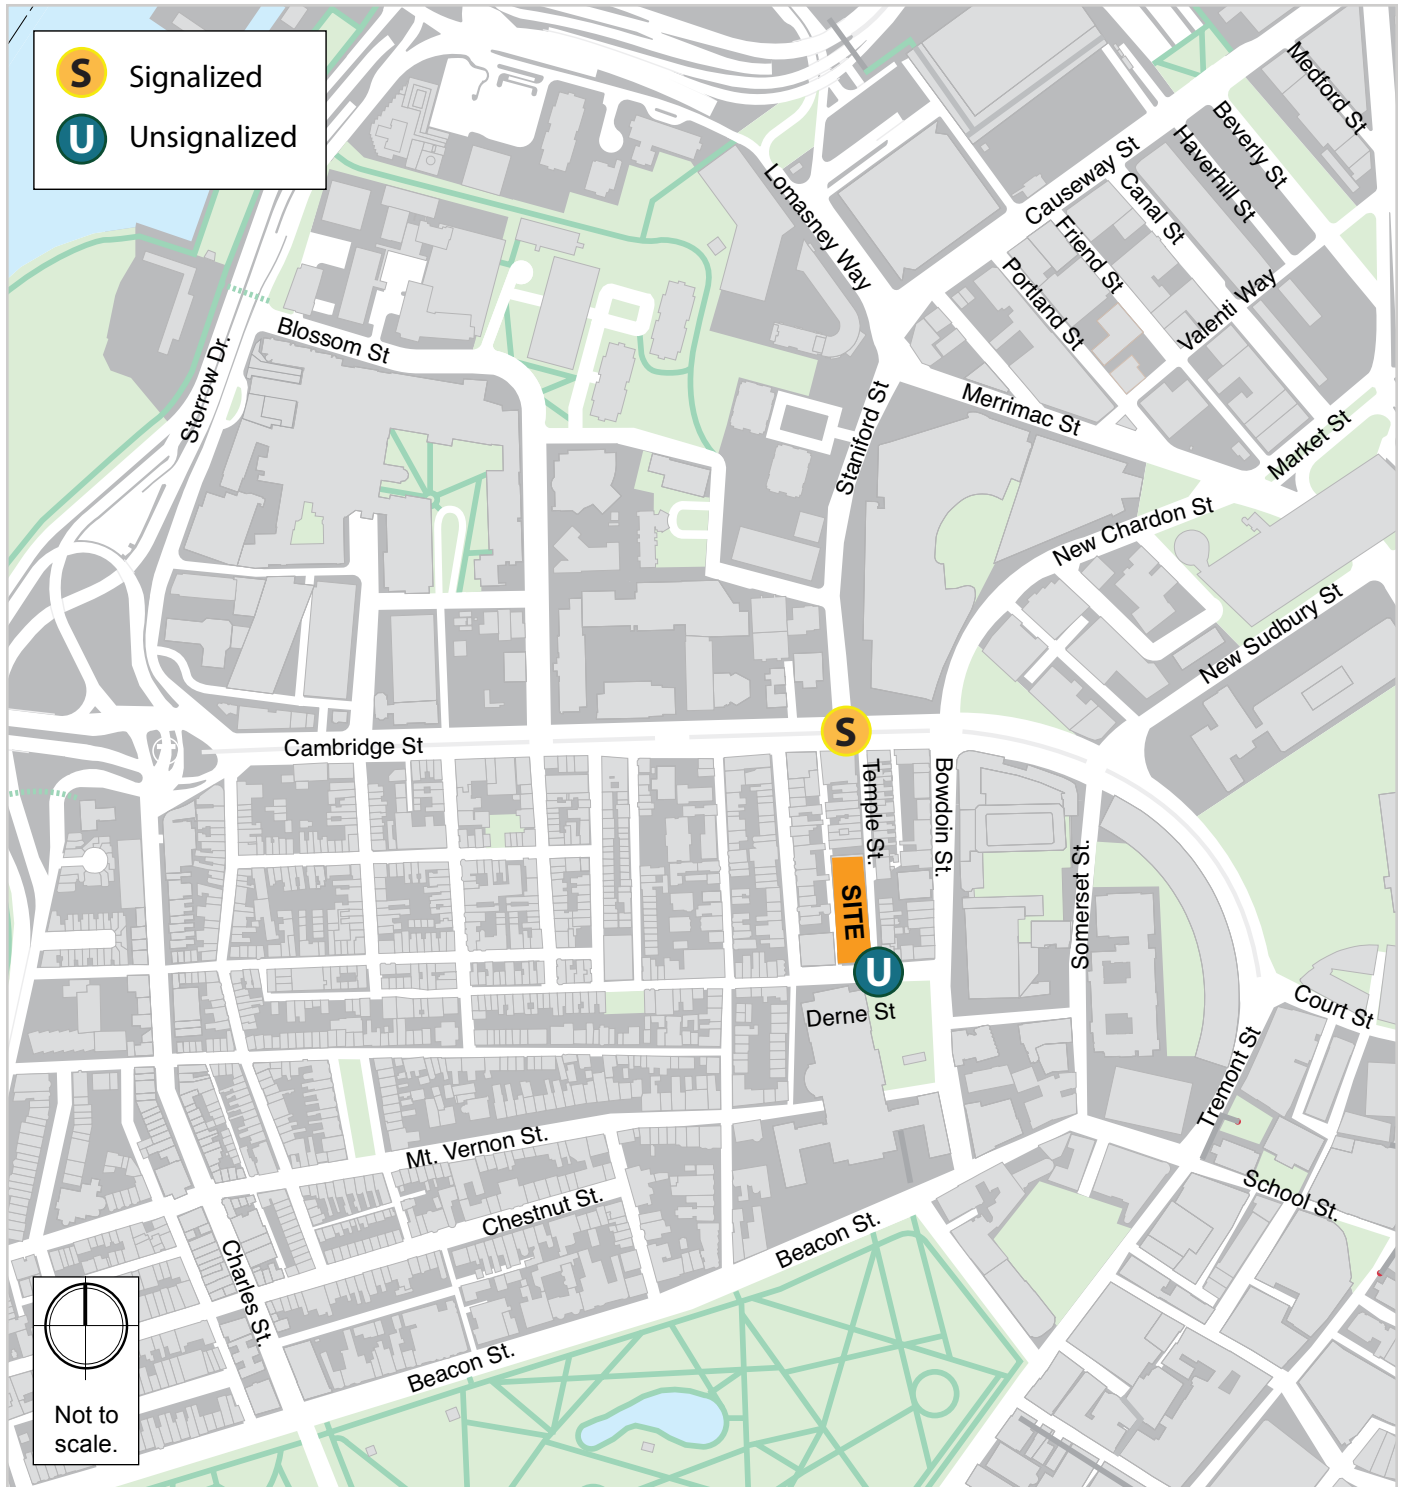 S Signalized
U Unsignalized
Medford St
Beverly St
Haverhill St
Causeway St
Canal St
Lomasney Way
Friend St
Portland St
Valenti Way
Blossom St
Storrow Dr.
Merrimac St
Staniford St
Market St
New Chardon St
New Sudbury St
S
Cambridge St
Temple St.
Bowdoin St.
Somerset St.
SITE
U
Derne St
Court St
Tremont St
Mt. Vernon St.
School St.
Chestnut St.
Beacon St.
Charles St.
Beacon St.
Not to
scale.